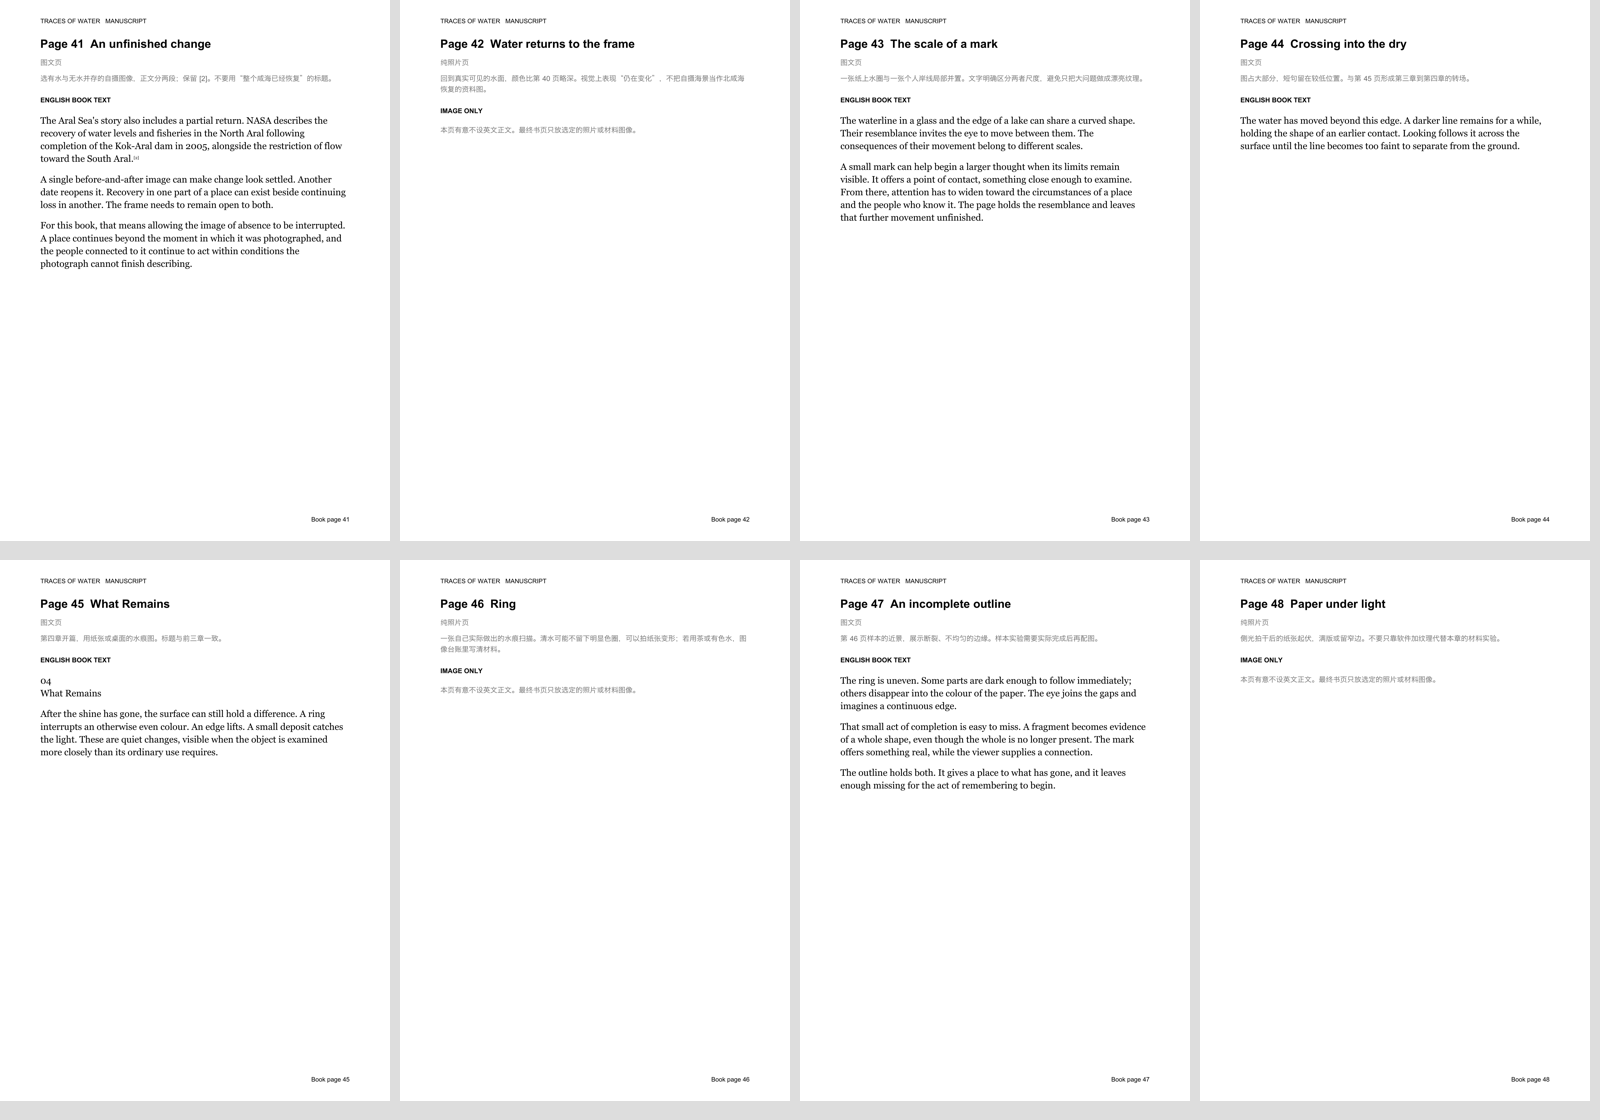 TRACES OF WATER MANUSCRIPT
Page 41 An unfinished change
图文页
选有水与无水并存的自摄图像。正文分两段；保留 [2]。不要用“整个咸海已经恢复”的标题。
ENGLISH BOOK TEXT
The Aral Sea's story also includes a partial return. NASA describes the
recovery of water levels and fisheries in the North Aral following
completion of the Kok-Aral dam in 2005, alongside the restriction of flow
toward the South Aral.[2]
A single before-and-after image can make change look settled. Another
date reopens it. Recovery in one part of a place can exist beside continuing
loss in another. The frame needs to remain open to both.
For this book, that means allowing the image of absence to be interrupted.
A place continues beyond the moment in which it was photographed, and
the people connected to it continue to act within conditions the
photograph cannot finish describing.
Book page 41
TRACES OF WATER MANUSCRIPT
Page 42 Water returns to the frame
纯照片页
回到真实可见的水面，颜色比第 40 页略深。视觉上表现“仍在变化”，不把自摄海景当作北咸海
恢复的资料图。
IMAGE ONLY
本页有意不设英文正文。最终书页只放选定的照片或材料图像。
Book page 42
TRACES OF WATER MANUSCRIPT
Page 43 The scale of a mark
图文页
一张纸上水圈与一张个人岸线局部并置。文字明确区分两者尺度，避免只把大问题做成漂亮纹理。
ENGLISH BOOK TEXT
The waterline in a glass and the edge of a lake can share a curved shape.
Their resemblance invites the eye to move between them. The
consequences of their movement belong to different scales.
A small mark can help begin a larger thought when its limits remain
visible. It offers a point of contact, something close enough to examine.
From there, attention has to widen toward the circumstances of a place
and the people who know it. The page holds the resemblance and leaves
that further movement unfinished.
Book page 43
TRACES OF WATER MANUSCRIPT
Page 44 Crossing into the dry
图文页
图占大部分，短句留在较低位置。与第 45 页形成第三章到第四章的转场。
ENGLISH BOOK TEXT
The water has moved beyond this edge. A darker line remains for a while,
holding the shape of an earlier contact. Looking follows it across the
surface until the line becomes too faint to separate from the ground.
Book page 44
TRACES OF WATER MANUSCRIPT
Page 45 What Remains
图文页
第四章开篇，用纸张或桌面的水痕图。标题与前三章一致。
ENGLISH BOOK TEXT
04
What Remains
After the shine has gone, the surface can still hold a difference. A ring
interrupts an otherwise even colour. An edge lifts. A small deposit catches
the light. These are quiet changes, visible when the object is examined
more closely than its ordinary use requires.
Book page 45
TRACES OF WATER MANUSCRIPT
Page 46 Ring
纯照片页
一张自己实际做出的水痕扫描。清水可能不留下明显色圈，可以拍纸张变形；若用茶或有色水，图
像台账里写清材料。
IMAGE ONLY
本页有意不设英文正文。最终书页只放选定的照片或材料图像。
Book page 46
TRACES OF WATER MANUSCRIPT
Page 47 An incomplete outline
图文页
第 46 页样本的近景，展示断裂、不均匀的边缘。样本实验需要实际完成后再配图。
ENGLISH BOOK TEXT
The ring is uneven. Some parts are dark enough to follow immediately;
others disappear into the colour of the paper. The eye joins the gaps and
imagines a continuous edge.
That small act of completion is easy to miss. A fragment becomes evidence
of a whole shape, even though the whole is no longer present. The mark
offers something real, while the viewer supplies a connection.
The outline holds both. It gives a place to what has gone, and it leaves
enough missing for the act of remembering to begin.
Book page 47
TRACES OF WATER MANUSCRIPT
Page 48 Paper under light
纯照片页
侧光拍干后的纸张起伏，满版或留窄边。不要只靠软件加纹理代替本章的材料实验。
IMAGE ONLY
本页有意不设英文正文。最终书页只放选定的照片或材料图像。
Book page 48